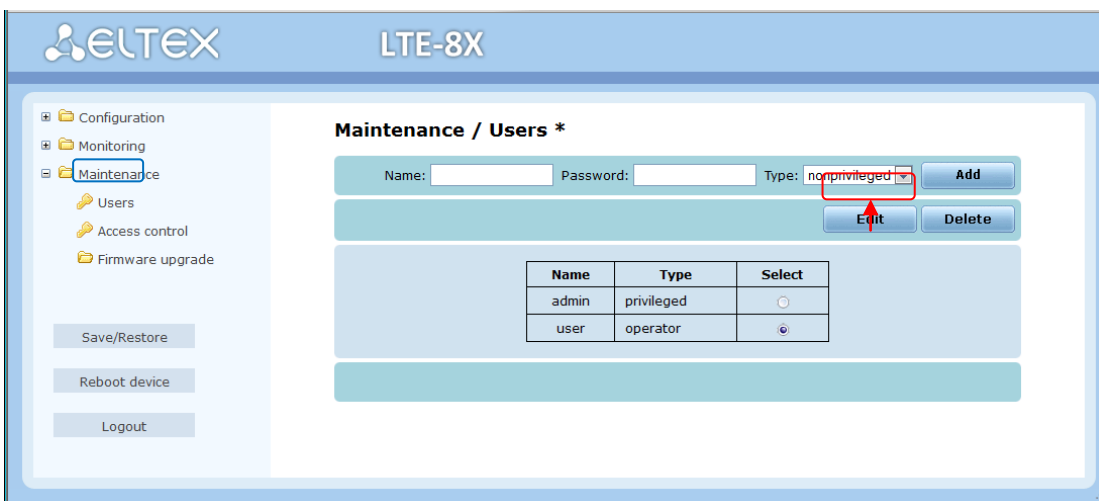 ELTEX LTE-8X
Configuration
Monitoring
Maintenance
Users
Access control
Firmware upgrade
Save/Restore
Reboot device
Logout
Maintenance / Users *
Name: Password: Type: nonprivileged Add
Edit Delete
Name Type Select
admin privileged
user operator